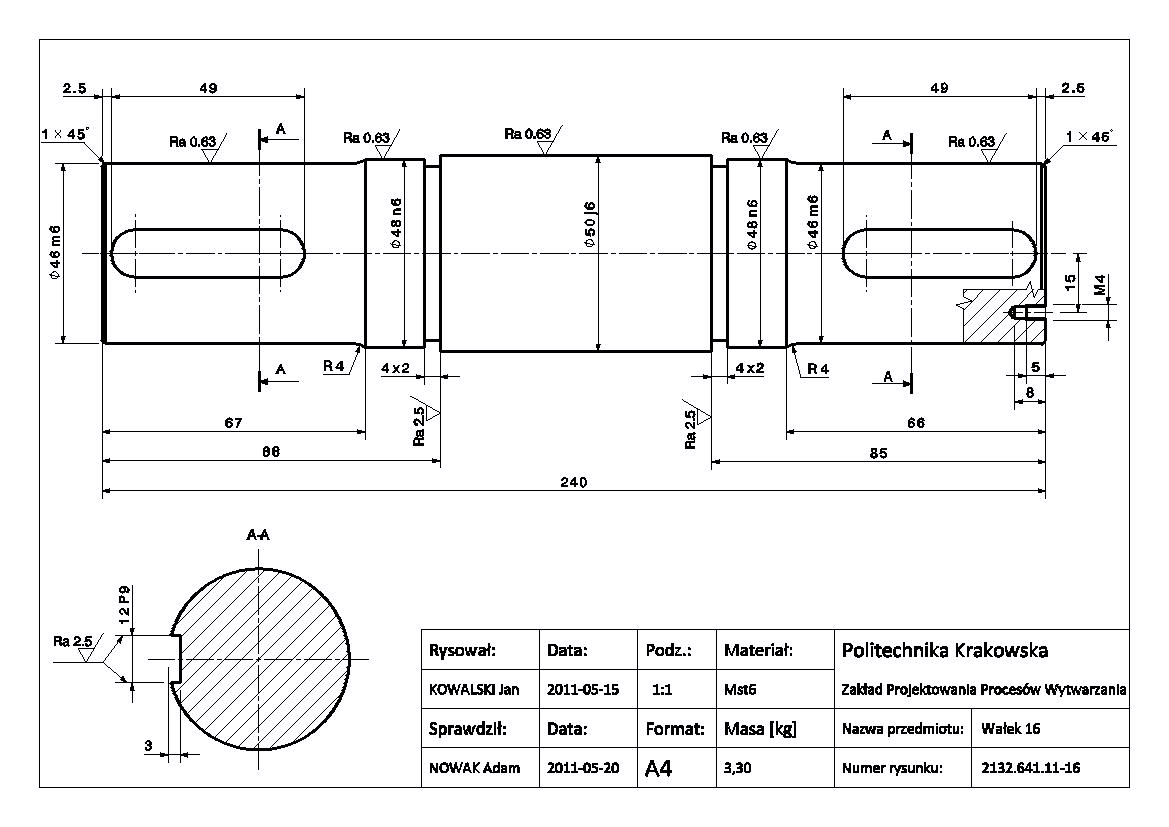 2.5 49 49 2.5
1 × 45° Ra 0.63 A Ra 0.63 Ra 0.63 Ra 0.63 A Ra 0.63 1 × 45°
⌀46 m6 ⌀48 n6 ⌀50 j6 ⌀48 n6 ⌀46 m6 15 M4
R 4 A 4 x 2 4 x 2 R 4 A 5
8
Ra 2.5 Ra 2.5
67 66
86 85
240
A-A
12 P9
Ra 2.5
3
Rysował: Data: Podz.: Materiał: Politechnika Krakowska
KOWALSKI Jan 2011-05-15 1:1 Mst6 Zakład Projektowania Procesów Wytwarzania
Sprawdził: Data: Format: Masa [kg] Nazwa przedmiotu: Wałek 16
NOWAK Adam 2011-05-20 A4 3,30 Numer rysunku: 2132.641.11-16